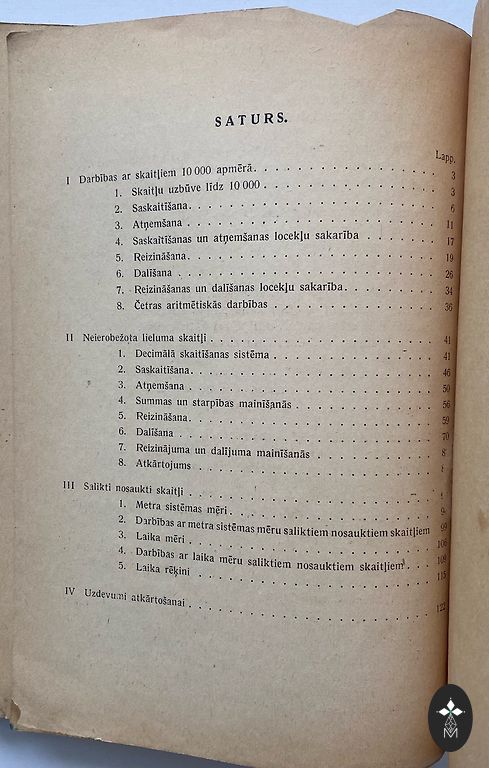 SATURS.
Lapp.
I Darbības ar skaitļiem 10 000 apmērā. . . . . . . . . . . . . . 3
1. Skaitļu uzbūve līdz 10 000 . . . . . . . . . . . . . . 3
2. Saskaitīšana. . . . . . . . . . . . . . . . . . . . 6
3. Atņemšana . . . . . . . . . . . . . . . . . . . . 11
4. Saskaitīšanas un atņemšanas locekļu sakarība . . . . . . 17
5. Reizināšana. . . . . . . . . . . . . . . . . . . . 19
6. Dalīšana . . . . . . . . . . . . . . . . . . . . . 26
7. Reizināšanas un dalīšanas locekļu sakarība. . . . . . . 34
8. Četras aritmētiskās darbības . . . . . . . . . . . . . 36
II Neierobežota lieluma skaitļi . . . . . . . . . . . . . . . . 41
1. Decimālā skaitīšanas sistēma . . . . . . . . . . . . . 41
2. Saskaitīšana. . . . . . . . . . . . . . . . . . . . 46
3. Atņemšana . . . . . . . . . . . . . . . . . . . . 50
4. Summas un starpības mainīšanās . . . . . . . . . . . 56
5. Reizināšana. . . . . . . . . . . . . . . . . . . . 59
6. Dalīšana . . . . . . . . . . . . . . . . . . . . . 70
7. Reizinājuma un dalījuma mainīšanās . . . . . . . . . .
8. Atkārtojums . . . . . . . . . . . . . . . . . . . .
III Salikti nosaukti skaitļi . . . . . . . . . . . . . . . . . .
1. Metra sistēmas mēri . . . . . . . . . . . . . . . . .
2. Darbības ar metra sistēmas mēru saliktiem nosauktiem skaitļiem 99
3. Laika mēri . . . . . . . . . . . . . . . . . . . . 106
4. Darbības ar laika mēru saliktiem nosauktiem skaitļiem . . . 109
5. Laika rēķini . . . . . . . . . . . . . . . . . . . . 115
IV Uzdevumi atkārtošanai . . . . . . . . . . . . . . . . . . 122
M